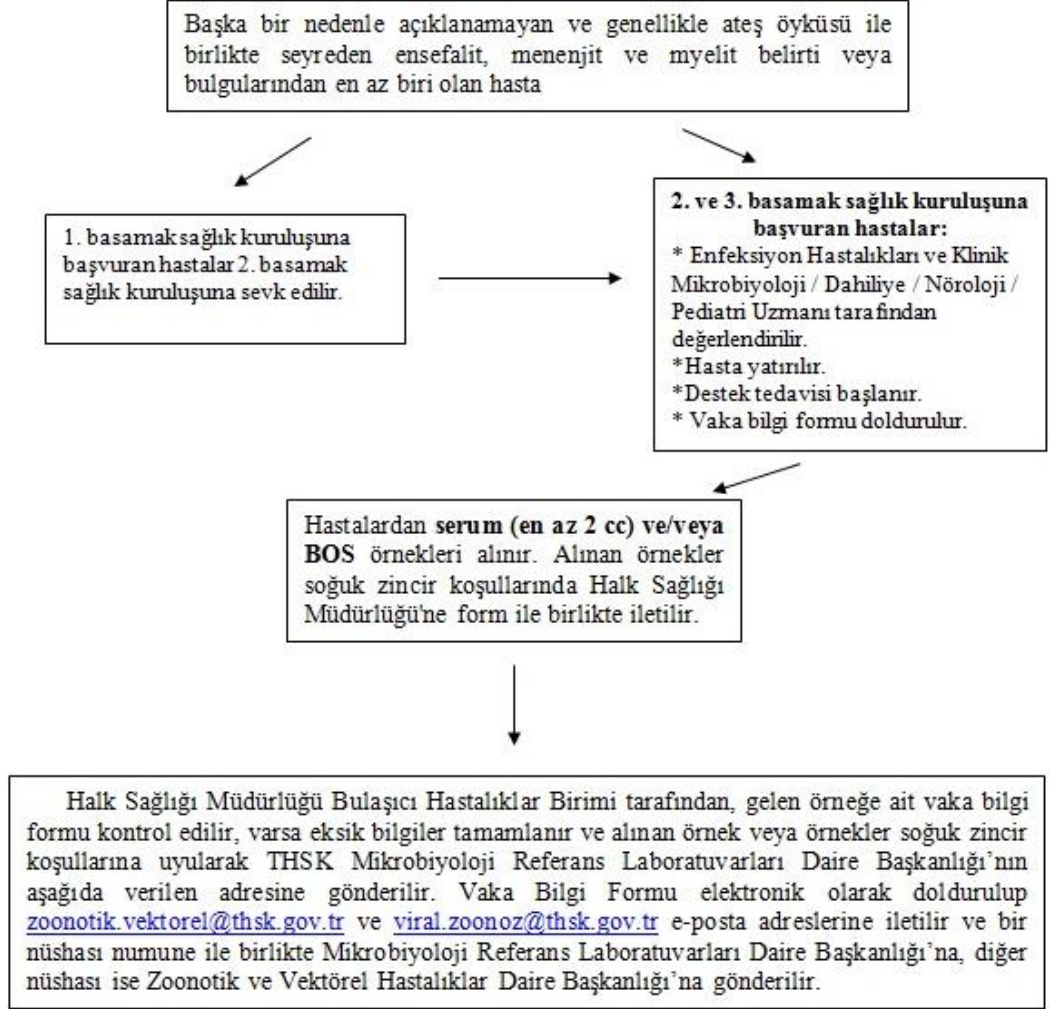 Başka bir nedenle açıklanamayan ve genellikle ateş öyküsü ile
birlikte seyreden ensefalit, menenjit ve myelit belirti veya
bulgularından en az biri olan hasta
1. basamak sağlık kuruluşuna
başvuran hastalar 2. basamak
sağlık kuruluşuna sevk edilir.
2. ve 3. basamak sağlık kuruluşuna
başvuran hastalar:
* Enfeksiyon Hastalıkları ve Klinik
Mikrobiyoloji / Dahiliye / Nöroloji /
Pediatri Uzmanı tarafından
değerlendirilir.
*Hasta yatırılır.
*Destek tedavisi başlanır.
* Vaka bilgi formu doldurulur.
Hastalardan serum (en az 2 cc) ve/veya
BOS örnekleri alınır. Alınan örnekler
soğuk zincir koşullarında Halk Sağlığı
Müdürlüğü'ne form ile birlikte iletilir.
Halk Sağlığı Müdürlüğü Bulaşıcı Hastalıklar Birimi tarafından, gelen örneğe ait vaka bilgi
formu kontrol edilir, varsa eksik bilgiler tamamlanır ve alınan örnek veya örnekler soğuk zincir
koşullarına uyularak THSK Mikrobiyoloji Referans Laboratuvarları Daire Başkanlığı’nın
aşağıda verilen adresine gönderilir. Vaka Bilgi Formu elektronik olarak doldurulup
zoonotik.vektorel@thsk.gov.tr ve viral.zoonoz@thsk.gov.tr e-posta adreslerine iletilir ve bir
nüshası numune ile birlikte Mikrobiyoloji Referans Laboratuvarları Daire Başkanlığı’na, diğer
nüshası ise Zoonotik ve Vektörel Hastalıklar Daire Başkanlığı’na gönderilir.